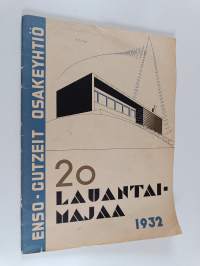 ENSO-GUTZEIT OSAKEYHTIÖ
20
LAUANTAI-
MAJAA
1932